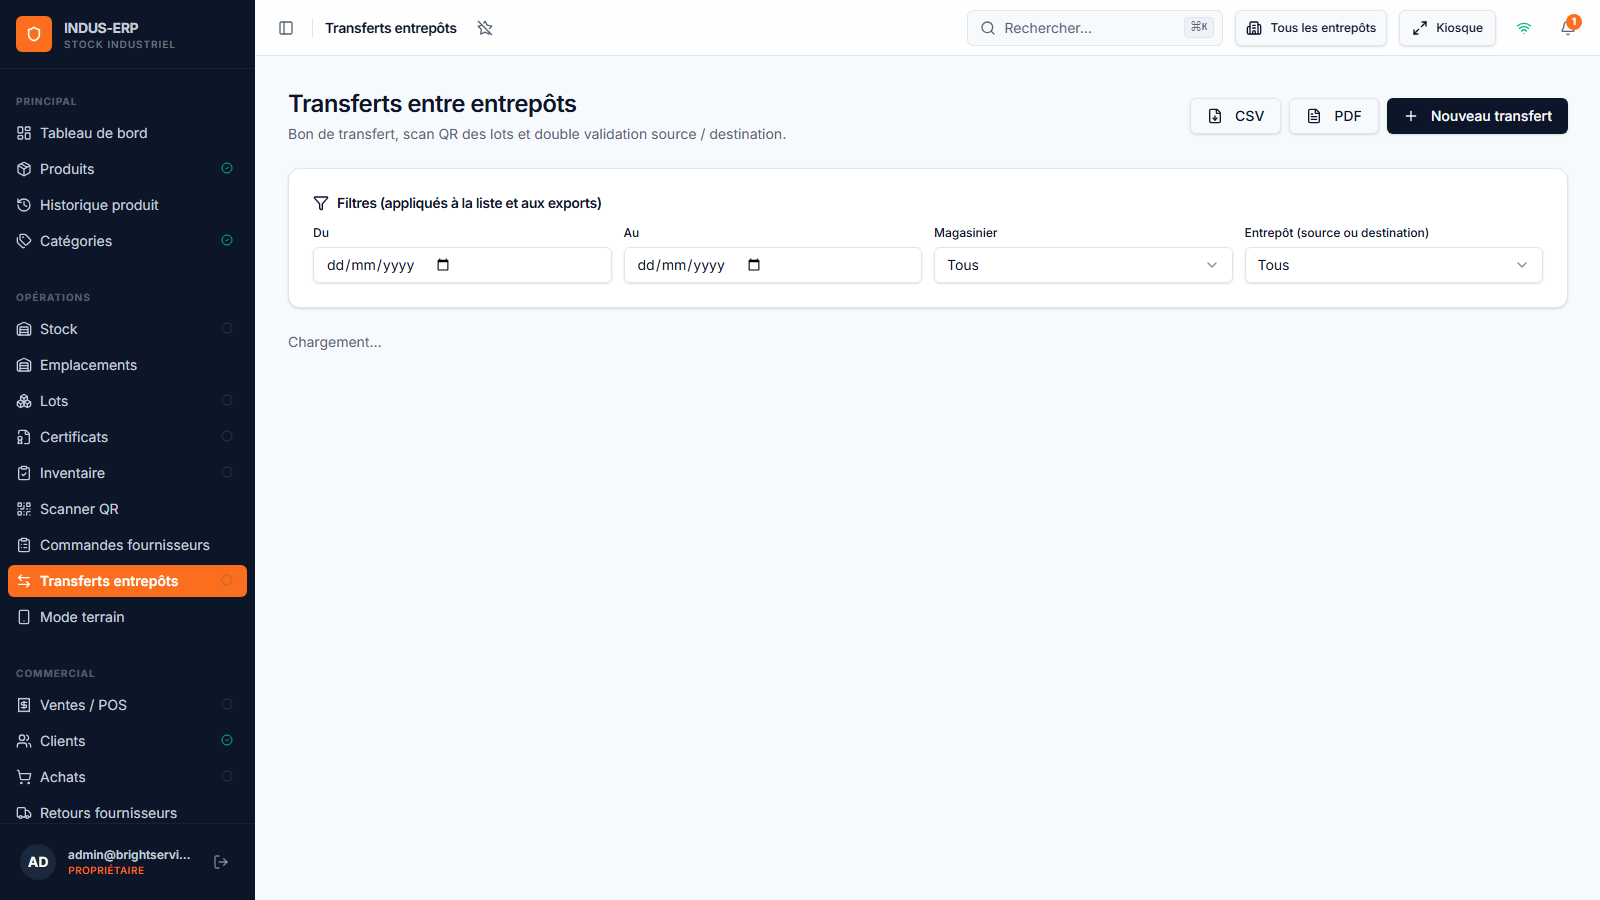 INDUS-ERP
STOCK INDUSTRIEL
PRINCIPAL
Tableau de bord
Produits
Historique produit
Catégories
OPÉRATIONS
Stock
Emplacements
Lots
Certificats
Inventaire
Scanner QR
Commandes fournisseurs
Transferts entrepôts
Mode terrain
COMMERCIAL
Ventes / POS
Clients
Achats
Retours fournisseurs
AD
admin@brightservi...
PROPRIÉTAIRE
Transferts entrepôts
Rechercher...
⌘K
Tous les entrepôts
Kiosque
1
Transferts entre entrepôts
Bon de transfert, scan QR des lots et double validation source / destination.
CSV
PDF
Nouveau transfert
Filtres (appliqués à la liste et aux exports)
Du
Au
Magasinier
Entrepôt (source ou destination)
dd/mm/yyyy
dd/mm/yyyy
Tous
Tous
Chargement...